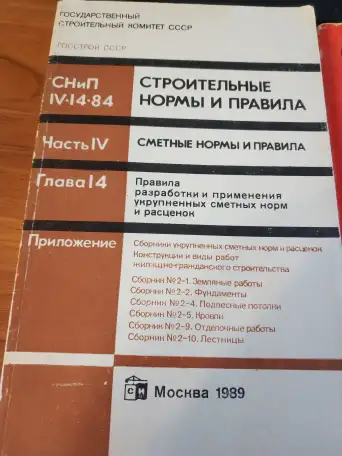 ГОСУДАРСТВЕННЫЙ
СТРОИТЕЛЬНЫЙ КОМИТЕТ СССР
ГОССТРОЙ СССР
СНиП
IV-14-84
СТРОИТЕЛЬНЫЕ
НОРМЫ И ПРАВИЛА
Часть IV
СМЕТНЫЕ НОРМЫ И ПРАВИЛА
Глава 14
Правила
разработки и применения
укрупненных сметных норм
и расценок
Приложение
Сборники укрупненных сметных норм и расценок
Конструкции и виды работ
жилищно-гражданского строительства
Сборник № 2-1. Земляные работы
Сборник № 2-2. Фундаменты
Сборник № 2-4. Подвесные потолки
Сборник № 2-5. Кровли
Сборник № 2-9. Отделочные работы
Сборник № 2-10. Лестницы
С И
Москва 1989